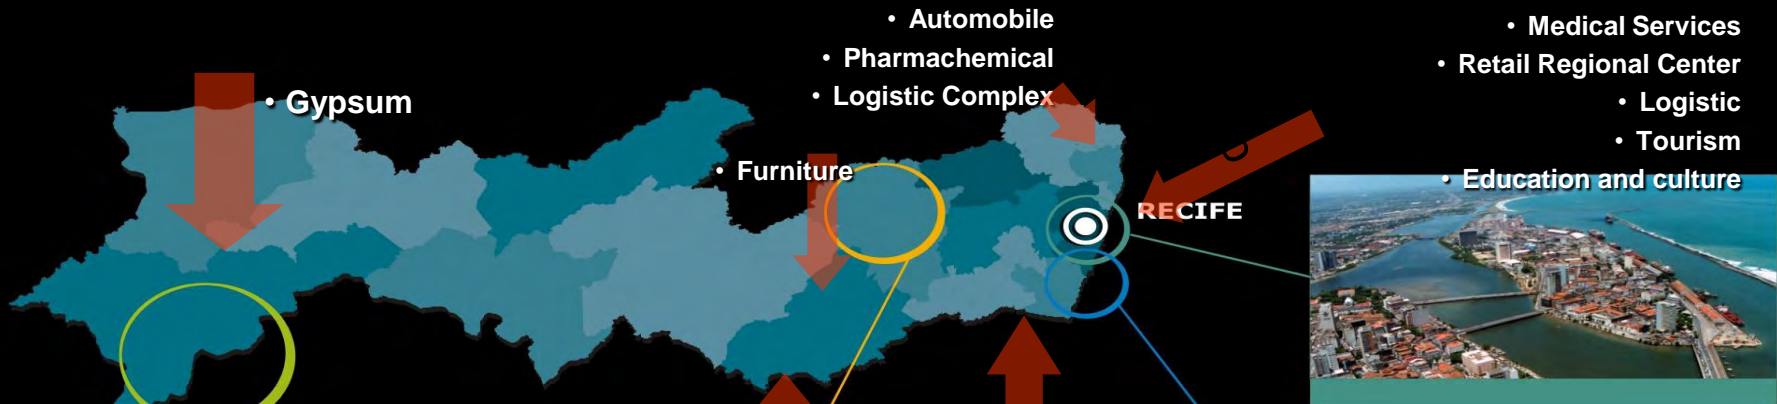 • Automobile
• Pharmachemical
• Logistic Complex
• Medical Services
• Retail Regional Center
• Logistic
• Tourism
• Education and culture
• Gypsum
• Furniture
RECIFE